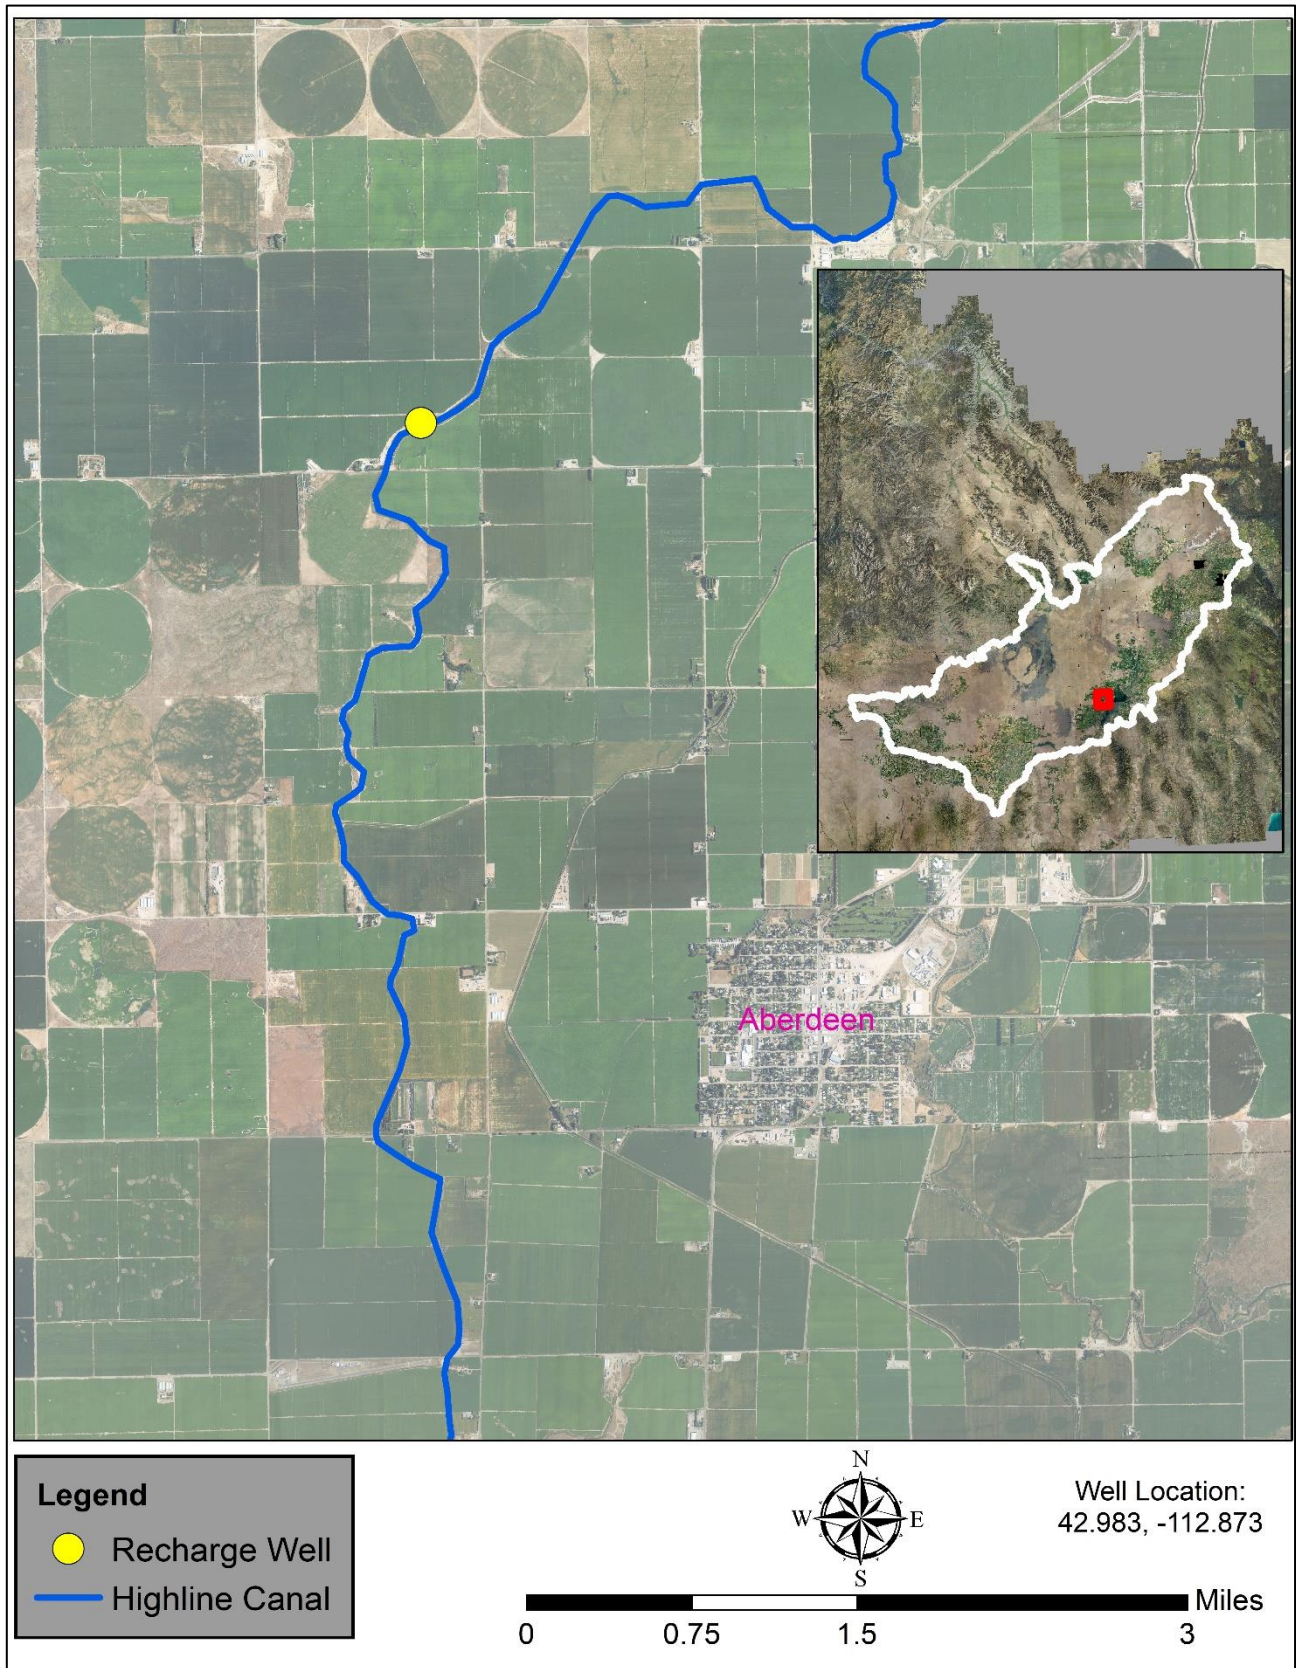 Aberdeen
Legend
Recharge Well
Highline Canal
N
W E
S
Well Location:
42.983, -112.873
Miles
0 0.75 1.5 3